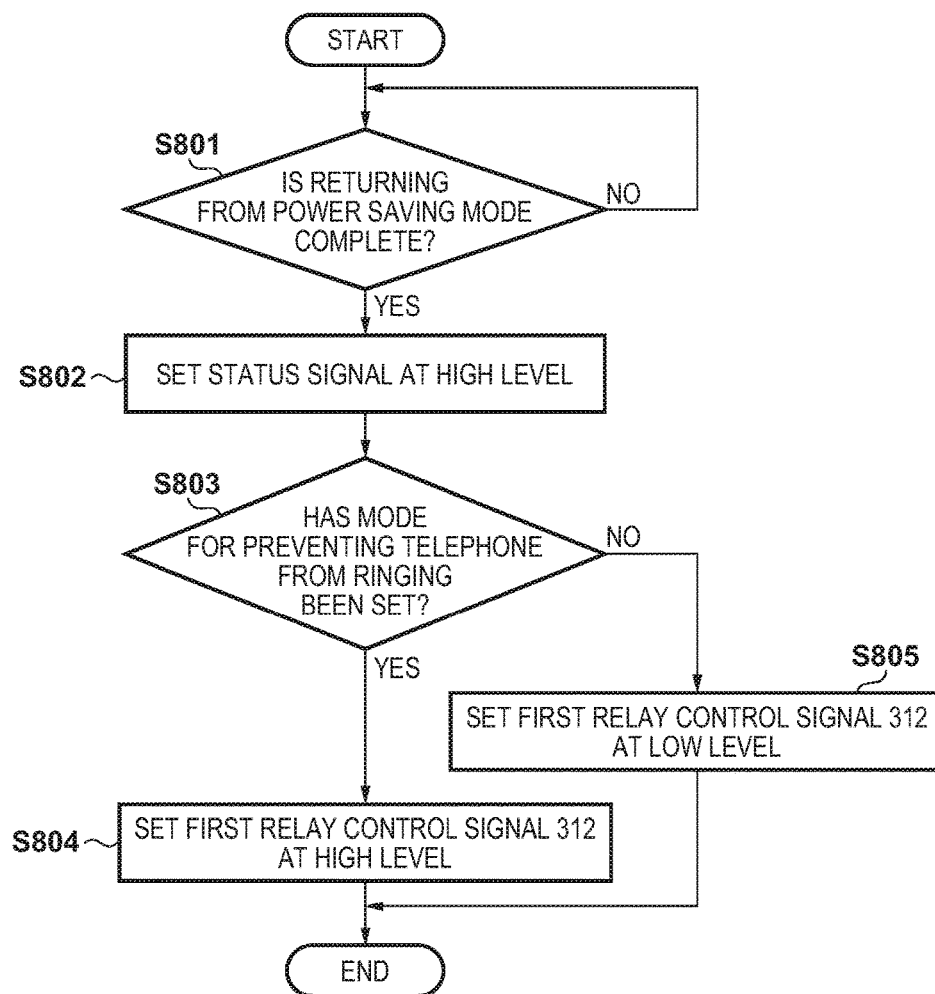 START
S801
IS RETURNING
FROM POWER SAVING MODE
COMPLETE?
NO
YES
S802
SET STATUS SIGNAL AT HIGH LEVEL
S803
HAS MODE
FOR PREVENTING TELEPHONE
FROM RINGING
BEEN SET?
NO
YES
S805
SET FIRST RELAY CONTROL SIGNAL 312
AT LOW LEVEL
S804
SET FIRST RELAY CONTROL SIGNAL 312
AT HIGH LEVEL
END